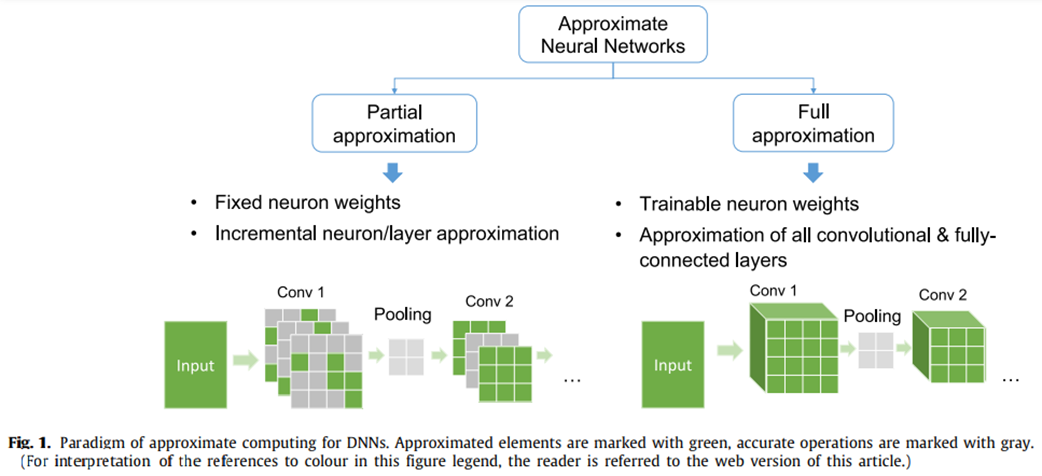 Approximate
Neural Networks
Partial
approximation
Full
approximation
• Fixed neuron weights
• Incremental neuron/layer approximation
• Trainable neuron weights
• Approximation of all convolutional & fully-
connected layers
Input
Conv 1
Pooling
Conv 2
...
Input
Conv 1
Pooling
Conv 2
...
Fig. 1. Paradigm of approximate computing for DNNs. Approximated elements are marked with green, accurate operations are marked with gray.
(For interpretation of the references to colour in this figure legend, the reader is referred to the web version of this article.)